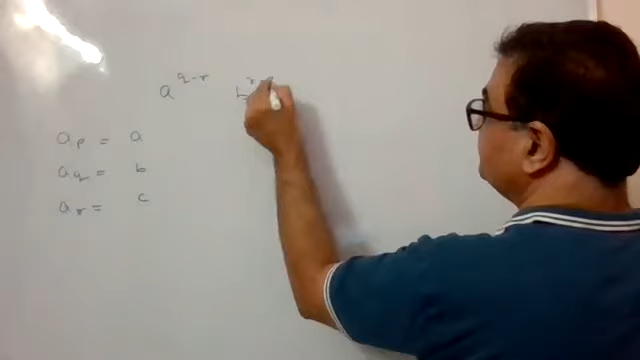 a^{q-r} b^{r-
a_p = a
a_q = b
a_r = c